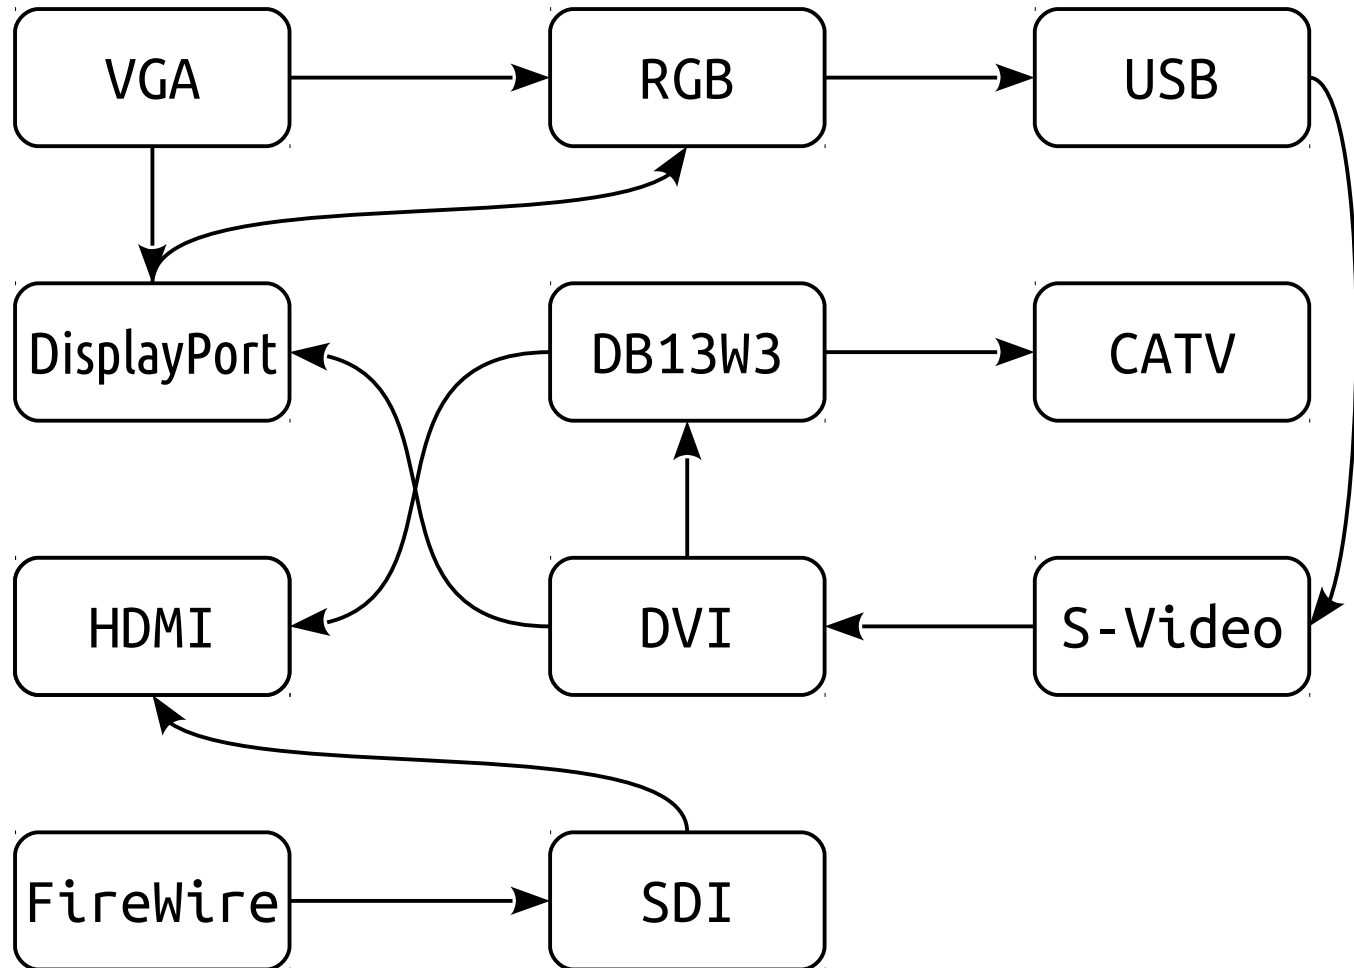 VGA
RGB
USB
DisplayPort
DB13W3
CATV
HDMI
DVI
S-Video
FireWire
SDI